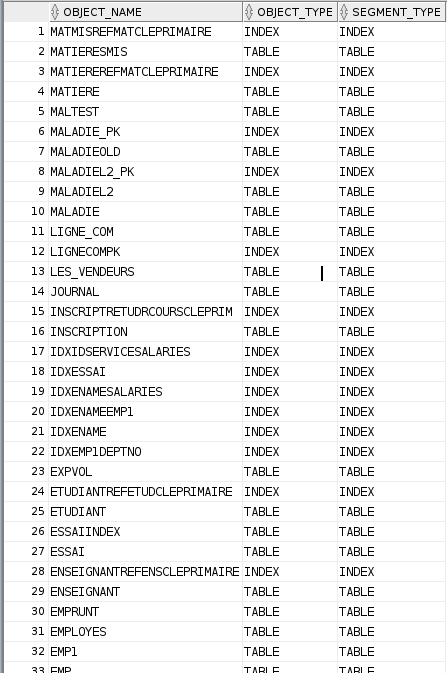 OBJECT_NAME OBJECT_TYPE SEGMENT_TYPE
1 MATMISREFMATCLEPRIMAIRE INDEX INDEX
2 MATIERESMIS TABLE TABLE
3 MATIEREREFMATCLEPRIMAIRE INDEX INDEX
4 MATIERE TABLE TABLE
5 MALTEST TABLE TABLE
6 MALADIE_PK INDEX INDEX
7 MALADIEOLD TABLE TABLE
8 MALADIEL2_PK INDEX INDEX
9 MALADIEL2 TABLE TABLE
10 MALADIE TABLE TABLE
11 LIGNE_COM TABLE TABLE
12 LIGNECOMPK INDEX INDEX
13 LES_VENDEURS TABLE TABLE
14 JOURNAL TABLE TABLE
15 INSCRIPTRETUDRCOURSCLEPRIM INDEX INDEX
16 INSCRIPTION TABLE TABLE
17 IDXIDSERVICESALARIES INDEX INDEX
18 IDXESSAI INDEX INDEX
19 IDXENAMESALARIES INDEX INDEX
20 IDXENAMEEMP1 INDEX INDEX
21 IDXENAME INDEX INDEX
22 IDXEMP1DEPTNO INDEX INDEX
23 EXPVOL TABLE TABLE
24 ETUDIANTREFETUDCLEPRIMAIRE INDEX INDEX
25 ETUDIANT TABLE TABLE
26 ESSAIINDEX TABLE TABLE
27 ESSAI TABLE TABLE
28 ENSEIGNANTREFENSCLEPRIMAIRE INDEX INDEX
29 ENSEIGNANT TABLE TABLE
30 EMPRUNT TABLE TABLE
31 EMPLOYES TABLE TABLE
32 EMP1 TABLE TABLE
33 EMP TABLE TABLE